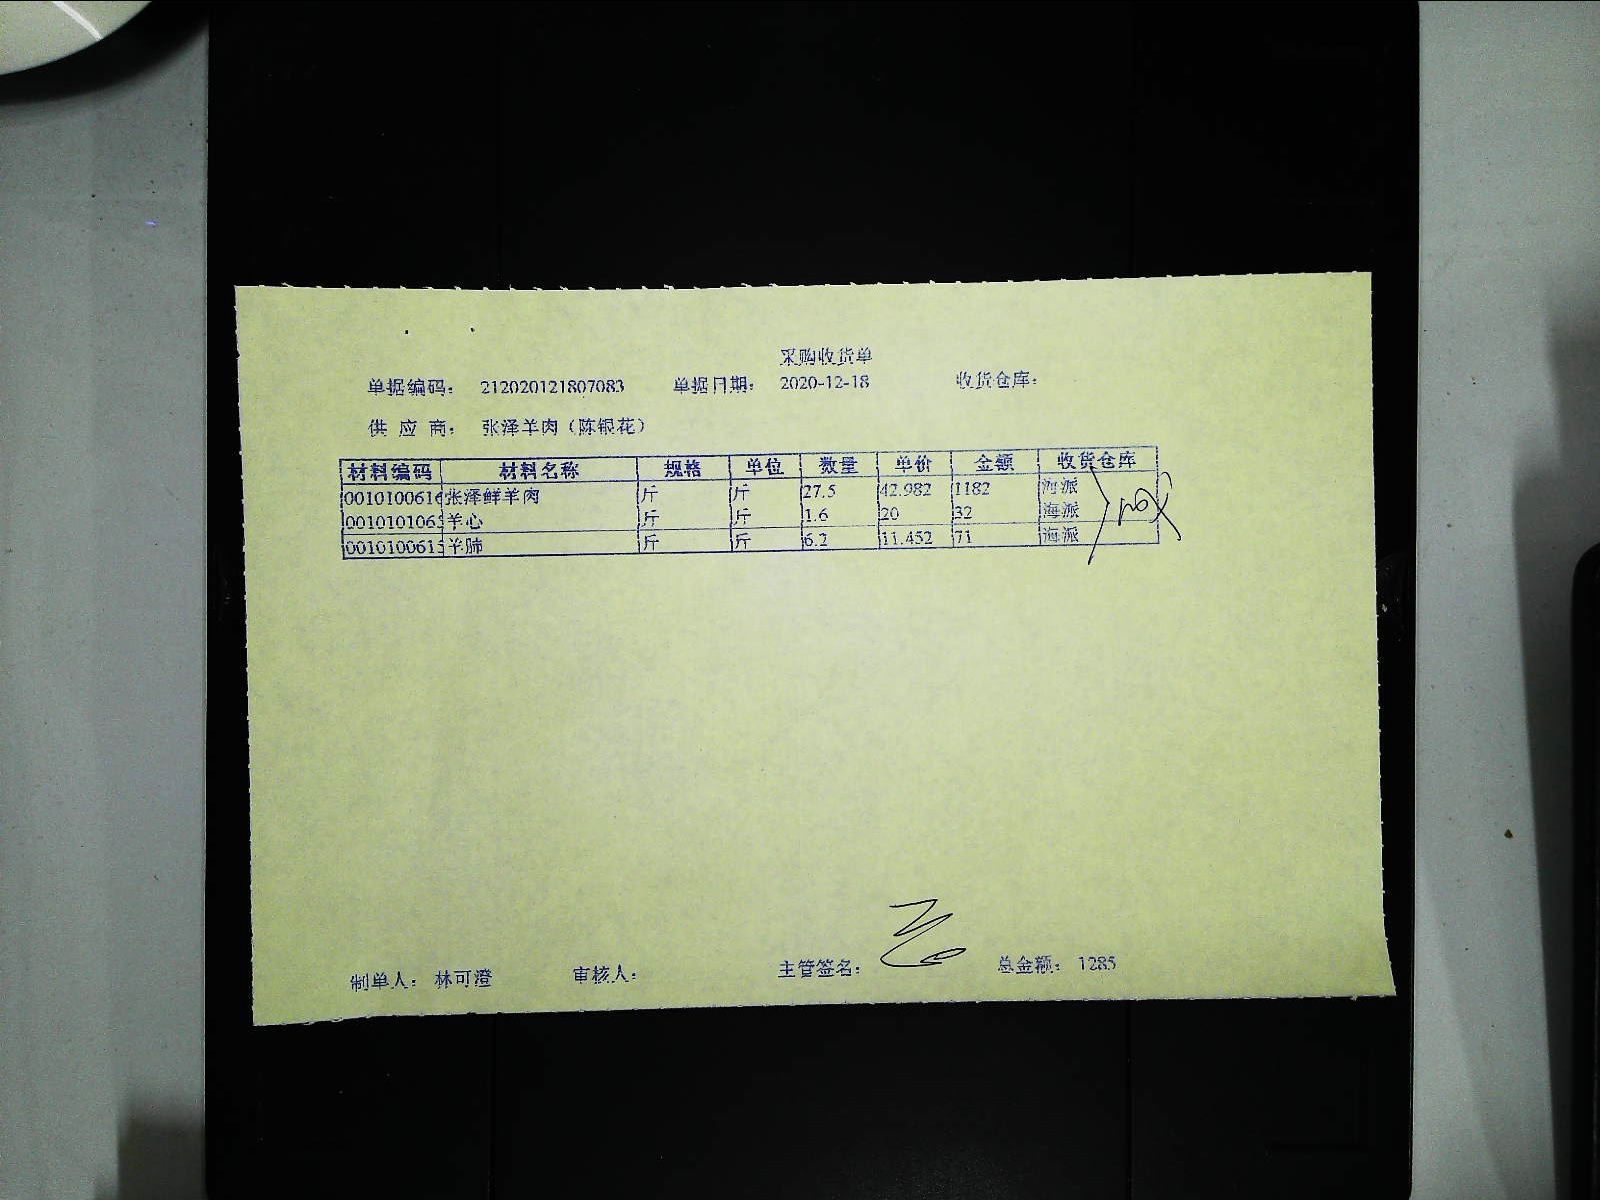 采购收货单
单据编码： 212020121807083 单据日期： 2020-12-18 收货仓库：
供 应 商： 张泽羊肉（陈银花）
材料编码 材料名称 规格 单位 数量 单价 金额 收货仓库
0010100616 张泽鲜羊肉 斤 斤 27.5 42.982 1182 海派
001010106 羊心 斤 斤 1.6 20 32 海派
001010061 羊肺 斤 斤 6.2 11.452 71 海派
制单人： 林可澄 审核人： 主管签名： 总金额： 1285